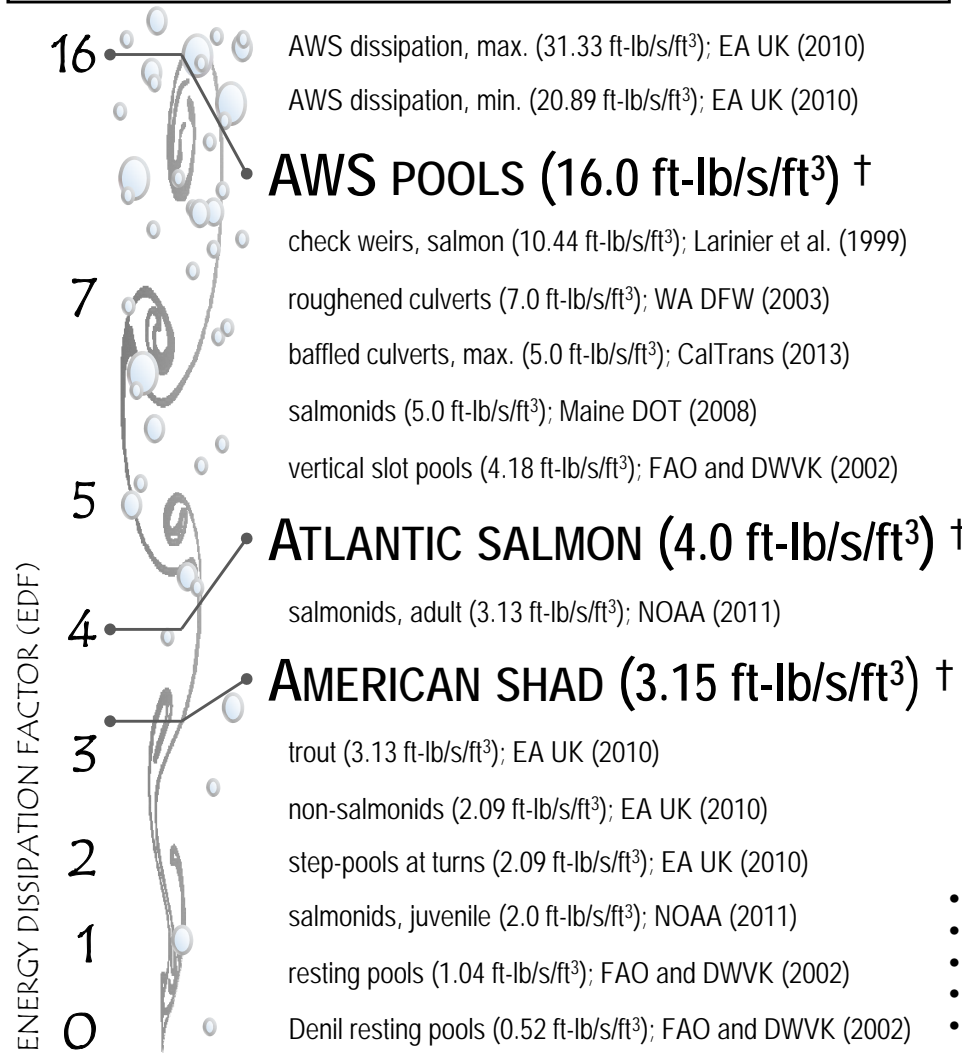 16
AWS dissipation, max. (31.33 ft-lb/s/ft³); EA UK (2010)
AWS dissipation, min. (20.89 ft-lb/s/ft³); EA UK (2010)
AWS POOLS (16.0 ft-lb/s/ft³) †
check weirs, salmon (10.44 ft-lb/s/ft³); Larinier et al. (1999)
7
roughened culverts (7.0 ft-lb/s/ft³); WA DFW (2003)
baffled culverts, max. (5.0 ft-lb/s/ft³); CalTrans (2013)
salmonids (5.0 ft-lb/s/ft³); Maine DOT (2008)
vertical slot pools (4.18 ft-lb/s/ft³); FAO and DWVK (2002)
5
ATLANTIC SALMON (4.0 ft-lb/s/ft³) †
4
salmonids, adult (3.13 ft-lb/s/ft³); NOAA (2011)
AMERICAN SHAD (3.15 ft-lb/s/ft³) †
3
trout (3.13 ft-lb/s/ft³); EA UK (2010)
non-salmonids (2.09 ft-lb/s/ft³); EA UK (2010)
2
step-pools at turns (2.09 ft-lb/s/ft³); EA UK (2010)
salmonids, juvenile (2.0 ft-lb/s/ft³); NOAA (2011)
1
resting pools (1.04 ft-lb/s/ft³); FAO and DWVK (2002)
0
Denil resting pools (0.52 ft-lb/s/ft³); FAO and DWVK (2002)
ENERGY DISSIPATION FACTOR (EDF)